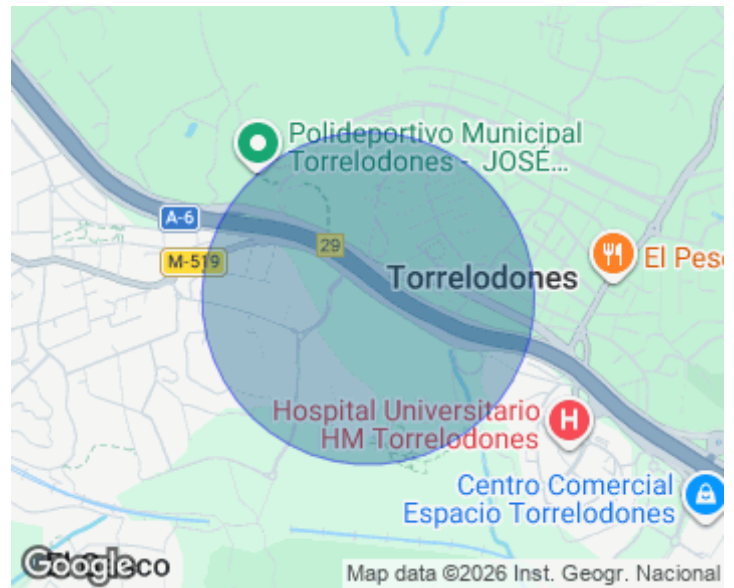 Polideportivo Municipal
Torrelodones - JOSÉ...
A-6
29
M-519
El Peso
Torrelodones
Hospital Universitario
HM Torrelodones
H
Centro Comercial
Espacio Torrelodones
Google
Map data ©2026 Inst. Geogr. Nacional